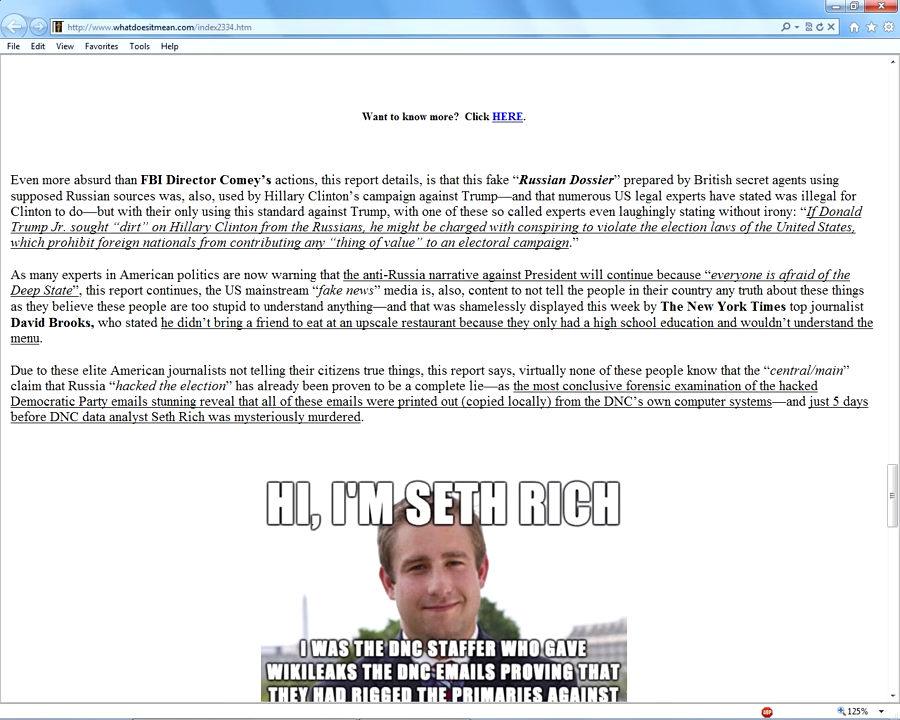 http://www.whatdoesitmean.com/index2334.htm
File Edit View Favorites Tools Help
Want to know more? Click HERE.
Even more absurd than FBI Director Comey’s actions, this report details, is that this fake “Russian Dossier” prepared by British secret agents using
supposed Russian sources was, also, used by Hillary Clinton’s campaign against Trump—and that numerous US legal experts have stated was illegal for
Clinton to do—but with their only using this standard against Trump, with one of these so called experts even laughingly stating without irony: “If Donald
Trump Jr. sought “dirt” on Hillary Clinton from the Russians, he might be charged with conspiring to violate the election laws of the United States,
which prohibit foreign nationals from contributing any “thing of value” to an electoral campaign.”
As many experts in American politics are now warning that the anti-Russia narrative against President will continue because “everyone is afraid of the
Deep State”, this report continues, the US mainstream “fake news” media is, also, content to not tell the people in their country any truth about these things
as they believe these people are too stupid to understand anything—and that was shamelessly displayed this week by The New York Times top journalist
David Brooks, who stated he didn’t bring a friend to eat at an upscale restaurant because they only had a high school education and wouldn’t understand the
menu.
Due to these elite American journalists not telling their citizens true things, this report says, virtually none of these people know that the “central/main”
claim that Russia “hacked the election” has already been proven to be a complete lie—as the most conclusive forensic examination of the hacked
Democratic Party emails stunning reveal that all of these emails were printed out (copied locally) from the DNC’s own computer systems—and just 5 days
before DNC data analyst Seth Rich was mysteriously murdered.
HI, I'M SETH RICH
I WAS THE DNC STAFFER WHO GAVE
WIKILEAKS THE DNC EMAILS PROVING THAT
THEY HAD RIGGED THE PRIMARIES AGAINST
ABP
125%